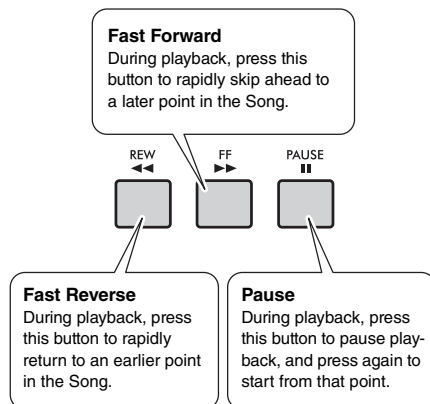 Fast Forward
During playback, press this
button to rapidly skip ahead to
a later point in the Song.
REW
◀◀
FF
▶▶
PAUSE
▮▮
Fast Reverse
During playback, press
this button to rapidly
return to an earlier point
in the Song.
Pause
During playback, press
this button to pause play-
back, and press again to
start from that point.